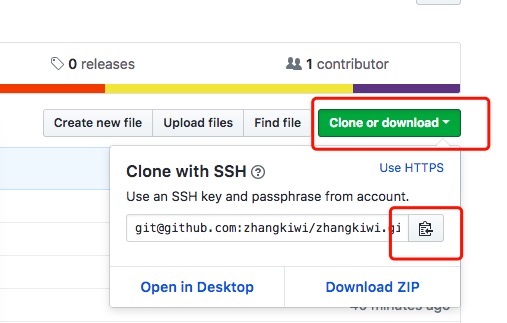 0 releases
1 contributor
Create new file
Upload files
Find file
Clone or download
Clone with SSH
Use HTTPS
Use an SSH key and passphrase from account.
git@github.com:zhangkiwi/zhangkiwi.gi
Open in Desktop
Download ZIP
minutes ago